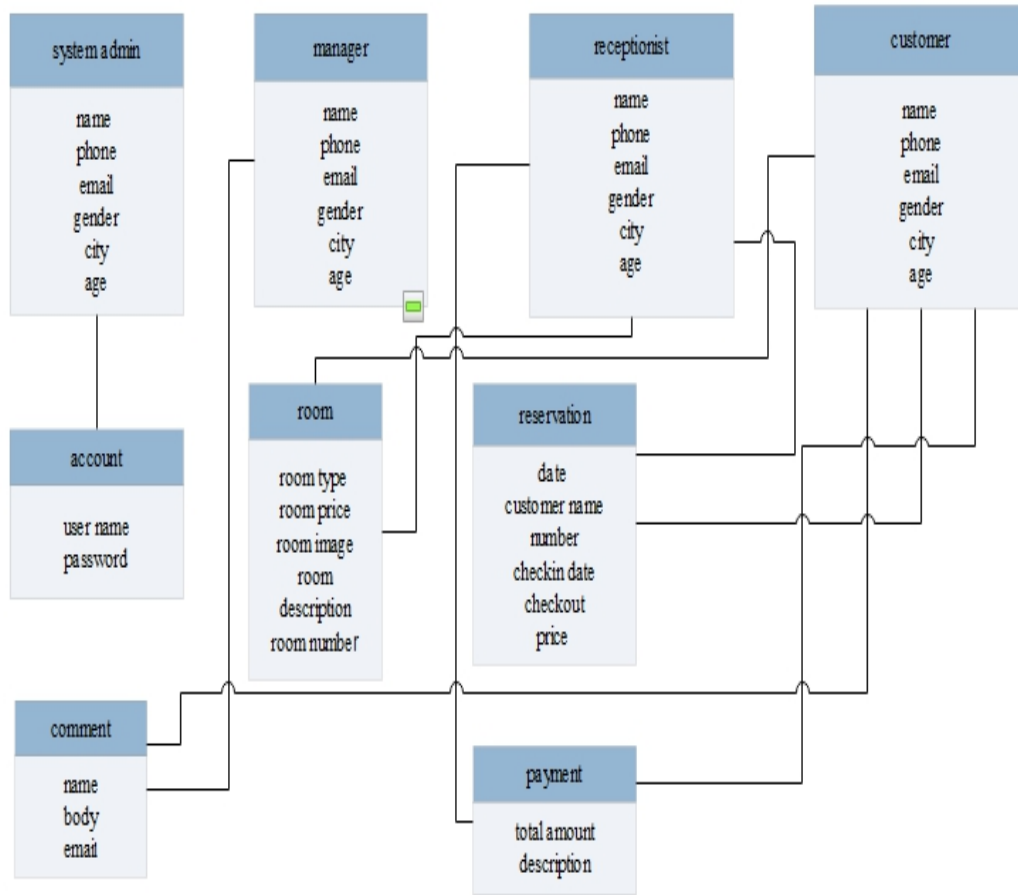 system admin
name
phone
email
gender
city
age
manager
name
phone
email
gender
city
age
receptionist
name
phone
email
gender
city
age
customer
name
phone
email
gender
city
age
account
user name
password
room
room type
room price
room image
room
description
room number
reservation
date
customer name
number
checkin date
checkout
price
comment
name
body
email
payment
total amount
description